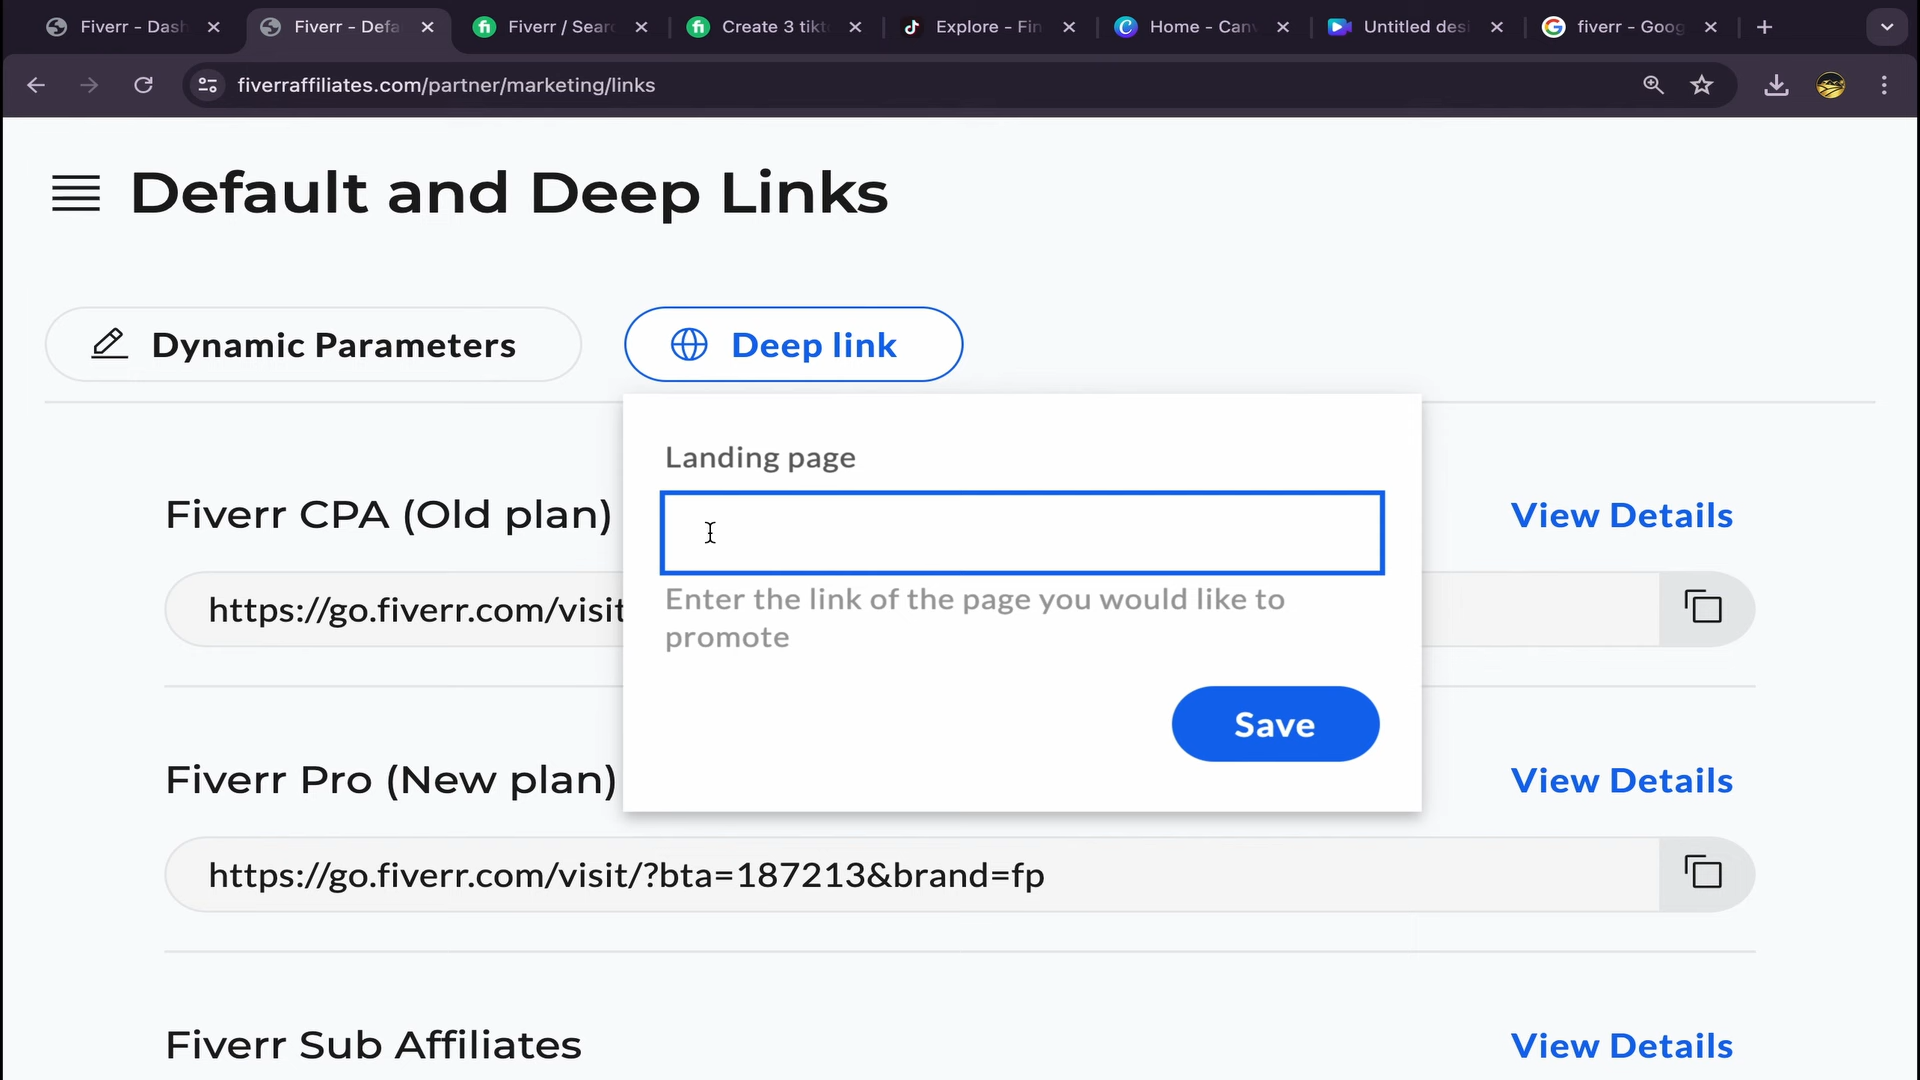 Fiverr - Dash
Fiverr - Defa
Fiverr / Sear
Create 3 tikt
Explore - Fin
Home - Can
Untitled desi
fiverr - Goog
fiverraffiliates.com/partner/marketing/links
Default and Deep Links
Dynamic Parameters
Deep link
Landing page
Enter the link of the page you would like to
promote
Save
Fiverr CPA (Old plan)
View Details
https://go.fiverr.com/visit
Fiverr Pro (New plan)
View Details
https://go.fiverr.com/visit/?bta=187213&brand=fp
Fiverr Sub Affiliates
View Details